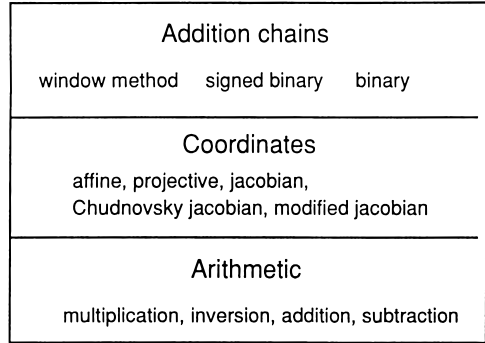 Addition chains
window method signed binary binary
Coordinates
affine, projective, jacobian,
Chudnovsky jacobian, modified jacobian
Arithmetic
multiplication, inversion, addition, subtraction